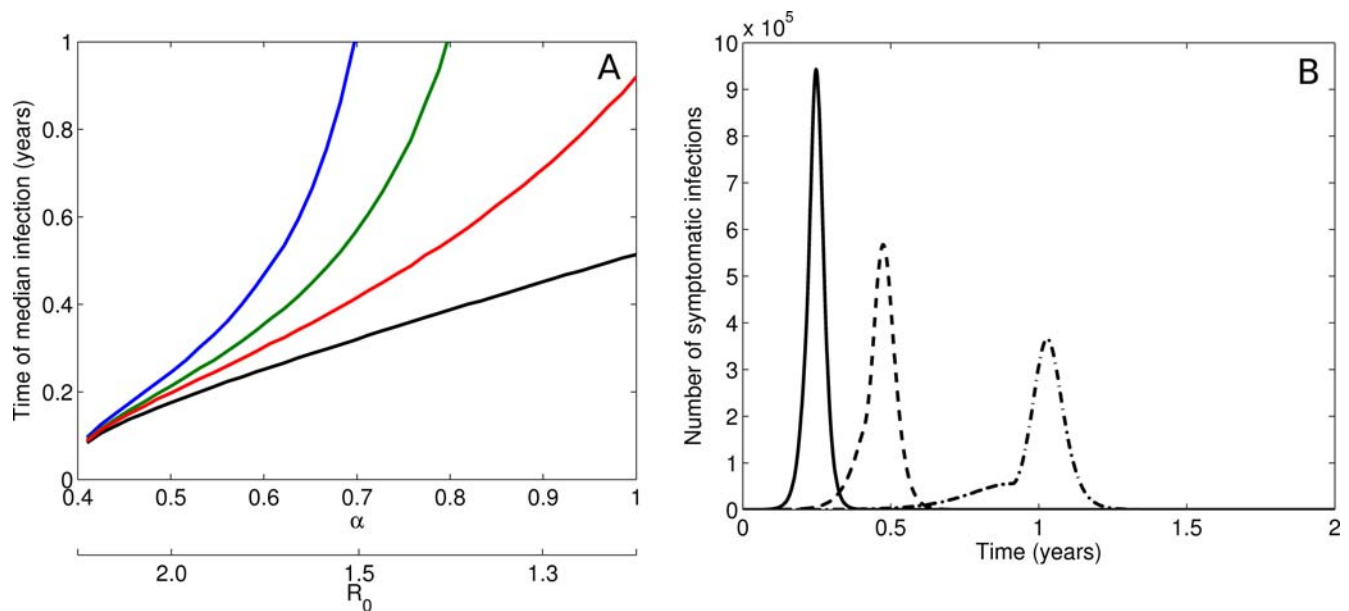 A
Time of median infection (years)
1
0.8
0.6
0.4
0.2
0
0.4 0.5 0.6 0.7 0.8 0.9 1
α
2.0 1.5 1.3
R0
x 10^5
B
Number of symptomatic infections
10
9
8
7
6
5
4
3
2
1
0
0 0.5 1 1.5 2
Time (years)